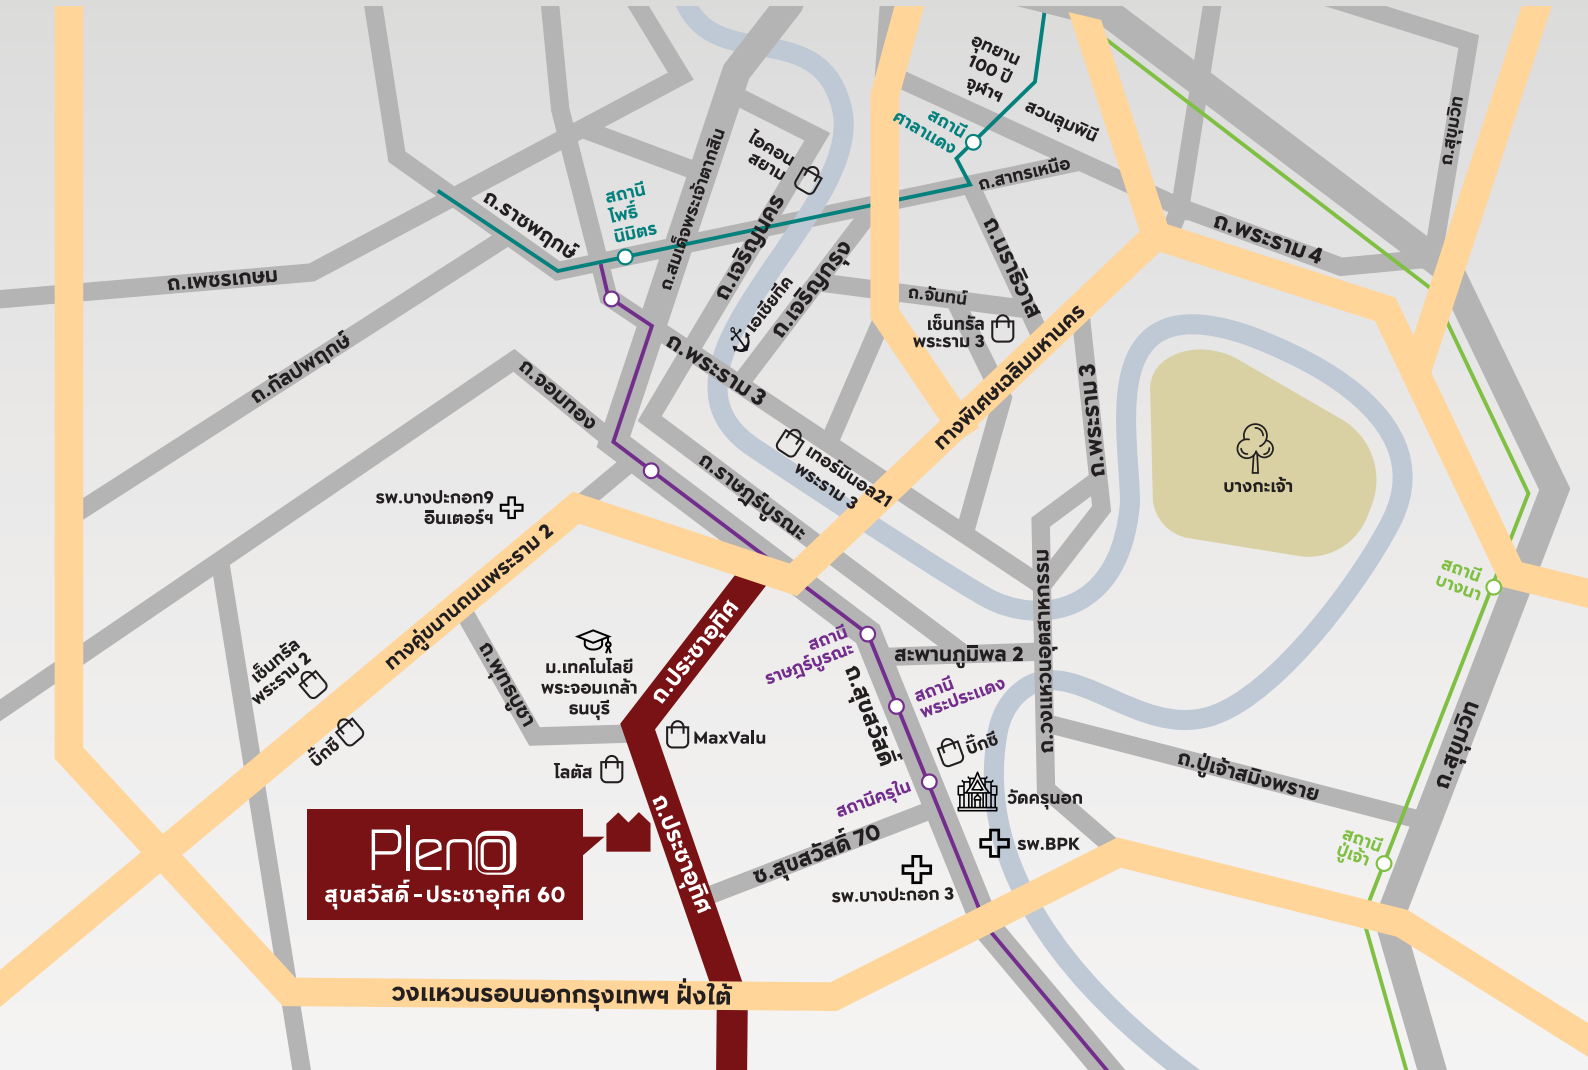 อุทยาน
100 ปี
จุฬาฯ
สวนลุมพินี
สถานี
ศาลาแดง
ถ.สุขุมวิท
ไอคอน
สยาม
ถ.สมเด็จพระเจ้าตากสิน
ถ.สาทรเหนือ
ถ.ราชพฤกษ์
สถานี
โพธิ์
นิมิตร
ถ.เจริญนคร
ถ.นราธิวาส
ถ.พระราม 4
ถ.เพชรเกษม
เอเชียทีค
ถ.เจริญกรุง
ถ.จันทน์
เซ็นทรัล
พระราม 3
ถ.กัลปพฤกษ์
ถ.จอมทอง
ถ.พระราม 3
ทางพิเศษเฉลิมมหานคร
ถ.พระราม 3
เทอร์มินอล21
พระราม 3
บางกะเจ้า
ถ.ราษฎร์บูรณะ
รพ.บางปะกอก9
อินเตอร์ฯ
ทางคู่ขนานถนนพระราม 2
สถานี
บางนา
ถ.ประชาอุทิศ
ถ.วงแหวนอุตสาหกรรม
สถานี
ราษฎร์บูรณะ
สะพานภูมิพล 2
เซ็นทรัล
พระราม 2
ถ.พุทธบูชา
ม.เทคโนโลยี
พระจอมเกล้า
ธนบุรี
ถ.สุขสวัสดิ์
สถานี
พระประแดง
บิ๊กซี
MaxValu
บิ๊กซี
ถ.ปู่เจ้าสมิงพราย
ถ.สุขุมวิท
โลตัส
สถานีครุใน
วัดครุนอก
Pleno
สุขสวัสดิ์ - ประชาอุทิศ 60
ถ.ประชาอุทิศ
ซ.สุขสวัสดิ์ 70
รพ.BPK
สถานี
ปู่เจ้า
รพ.บางปะกอก 3
วงแหวนรอบนอกกรุงเทพฯ ฝั่งใต้